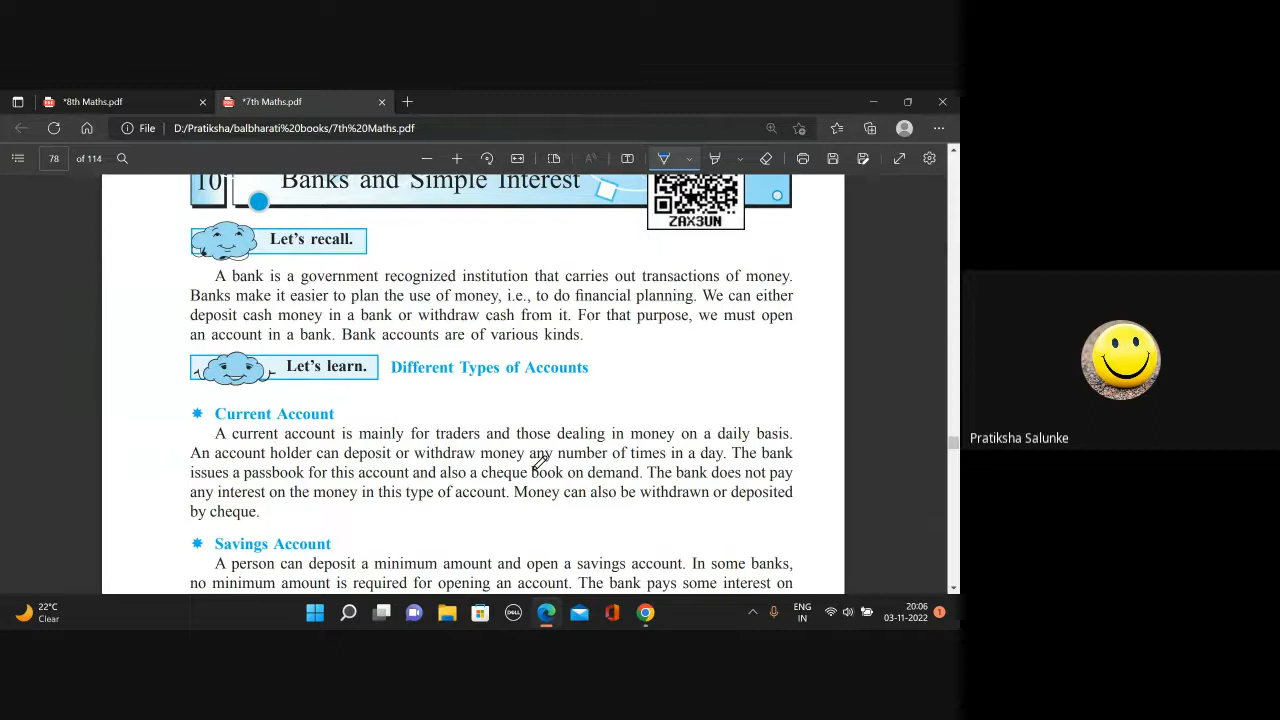 *8th Maths.pdf
*7th Maths.pdf
File
D:/Pratiksha/balbharati%20books/7th%20Maths.pdf
78 of 114
10 Banks and Simple Interest
ZAX3UN
Let's recall.
A bank is a government recognized institution that carries out transactions of money.
Banks make it easier to plan the use of money, i.e., to do financial planning. We can either
deposit cash money in a bank or withdraw cash from it. For that purpose, we must open
an account in a bank. Bank accounts are of various kinds.
Let's learn. Different Types of Accounts
Current Account
A current account is mainly for traders and those dealing in money on a daily basis.
An account holder can deposit or withdraw money any number of times in a day. The bank
issues a passbook for this account and also a cheque book on demand. The bank does not pay
any interest on the money in this type of account. Money can also be withdrawn or deposited
by cheque.
Savings Account
A person can deposit a minimum amount and open a savings account. In some banks,
no minimum amount is required for opening an account. The bank pays some interest on
Pratiksha Salunke
22°C
Clear
DELL
ENG
IN
20:06
03-11-2022
1